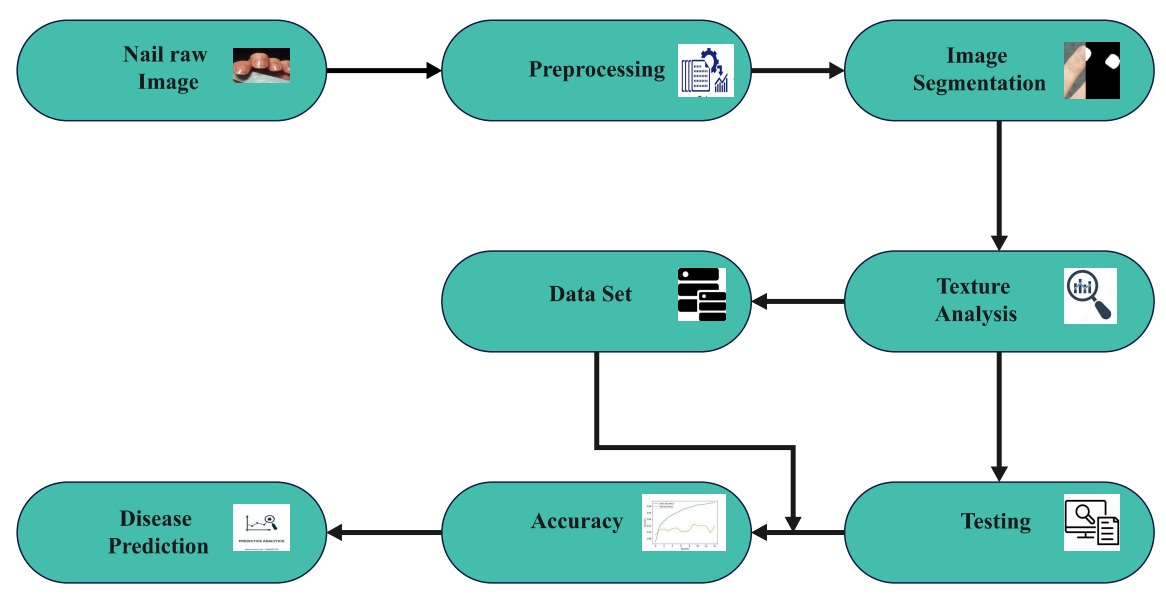 Nail raw
Image
Preprocessing
Image
Segmentation
Data Set
Texture
Analysis
Disease
Prediction
PREDICTIVE ANALYTICS
Accuracy
Testing